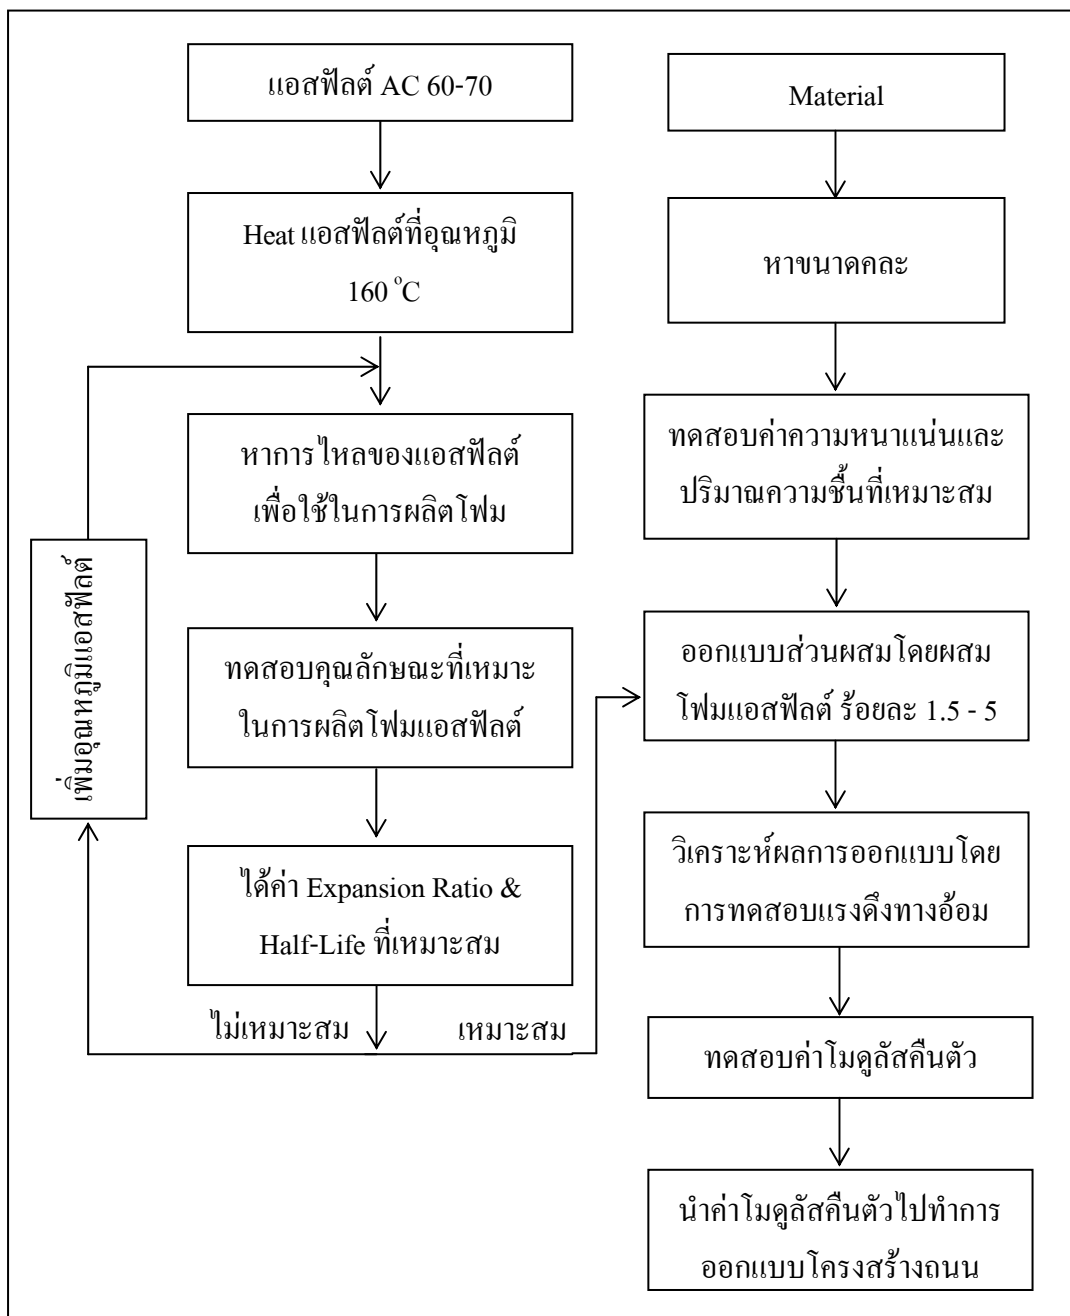 แอสฟัลต์ AC 60-70
Heat แอสฟัลต์ที่อุณหภูมิ
160 °C
หาการไหลของแอสฟัลต์
เพื่อใช้ในการผลิตโฟม
ทดสอบคุณลักษณะที่เหมาะ
ในการผลิตโฟมแอสฟัลต์
ได้ค่า Expansion Ratio &
Half-Life ที่เหมาะสม
ไม่เหมาะสม
เหมาะสม
เพิ่มอุณหภูมิแอสฟัลต์
Material
หาขนาดคละ
ทดสอบค่าความหนาแน่นและ
ปริมาณความชื้นที่เหมาะสม
ออกแบบส่วนผสมโดยผสม
โฟมแอสฟัลต์ ร้อยละ 1.5 - 5
วิเคราะห์ผลการออกแบบโดย
การทดสอบแรงดึงทางอ้อม
ทดสอบค่าโมดูลัสคืนตัว
นำค่าโมดูลัสคืนตัวไปทำการ
ออกแบบโครงสร้างถนน